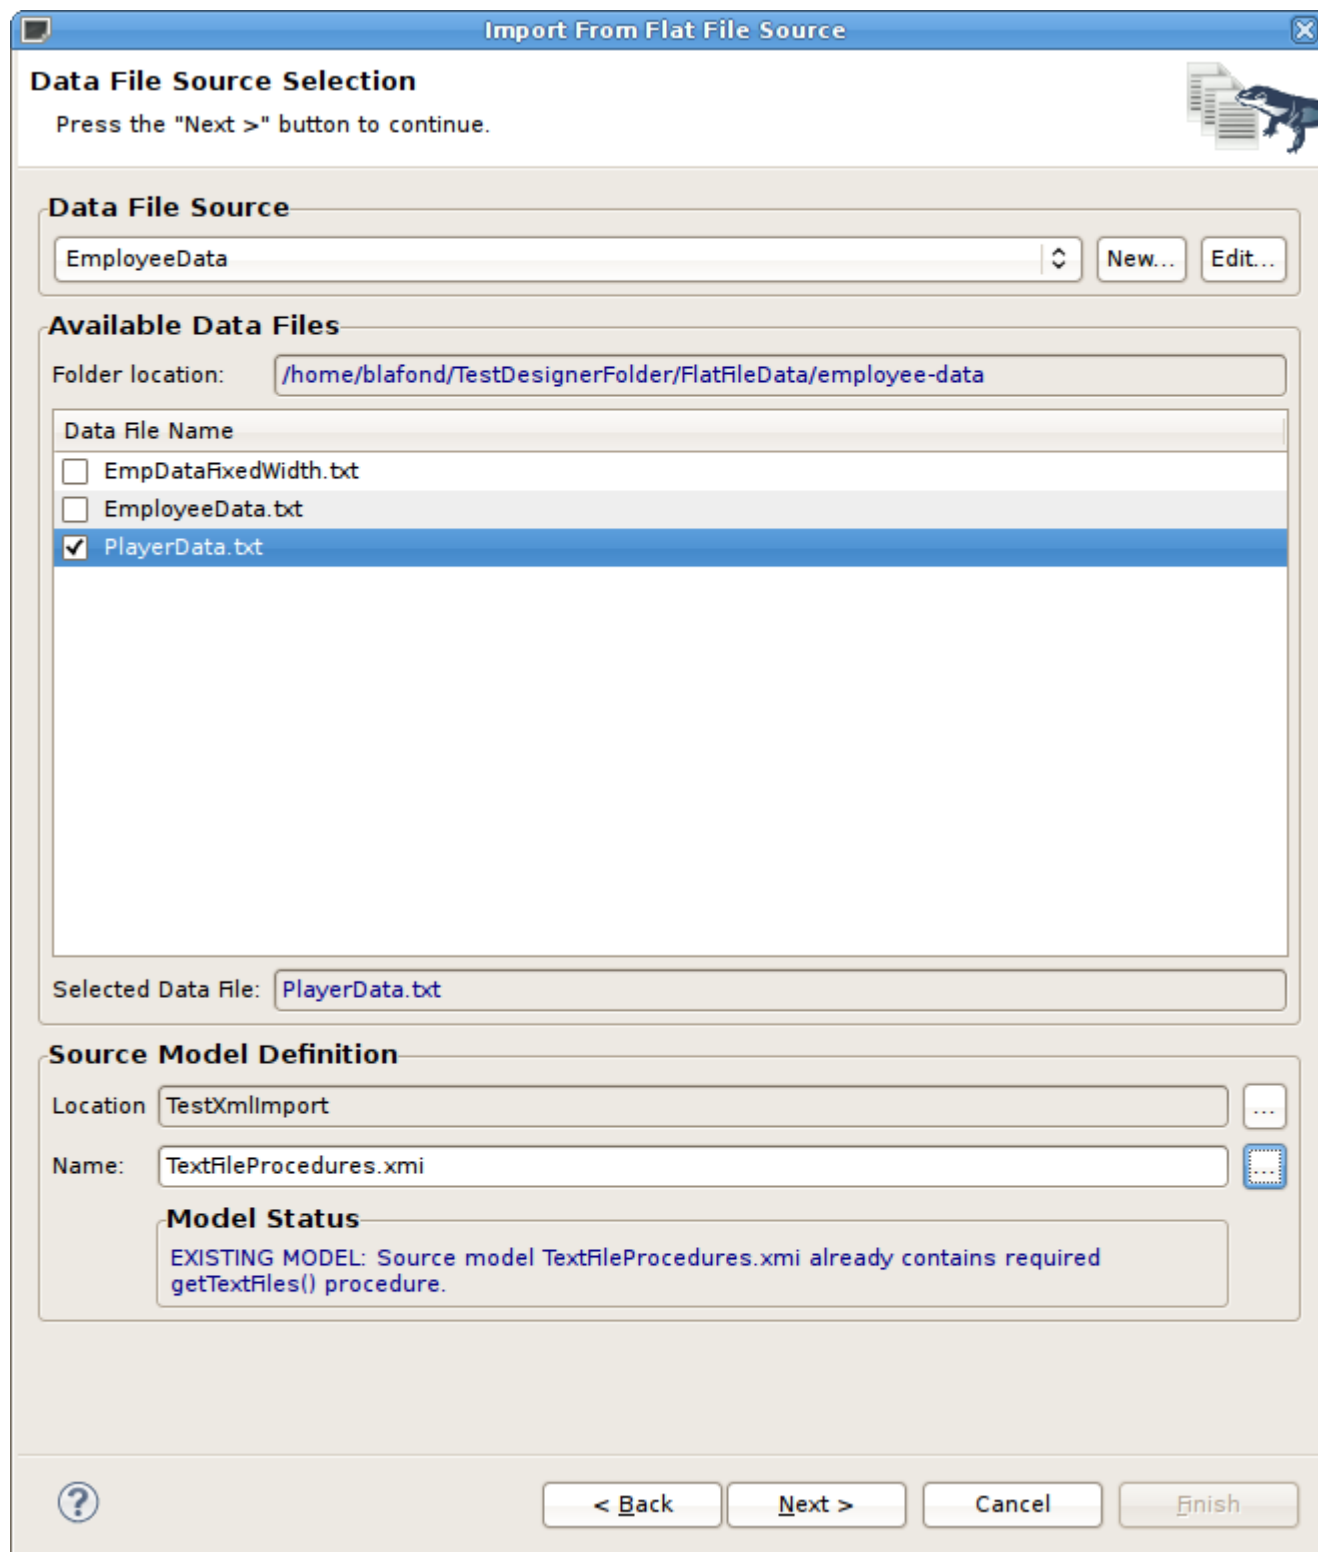 Import From Flat File Source
Data File Source Selection
Press the "Next >" button to continue.
Data File Source
EmployeeData
New...
Edit...
Available Data Files
Folder location:
/home/blafond/TestDesignerFolder/FlatFileData/employee-data
Data File Name
EmpDataFixedWidth.txt
EmployeeData.txt
PlayerData.txt
Selected Data File:
PlayerData.txt
Source Model Definition
Location
TestXmlImport
...
Name:
TextFileProcedures.xmi
...
Model Status
EXISTING MODEL: Source model TextFileProcedures.xmi already contains required
getTextFiles() procedure.
?
< Back
Next >
Cancel
Finish